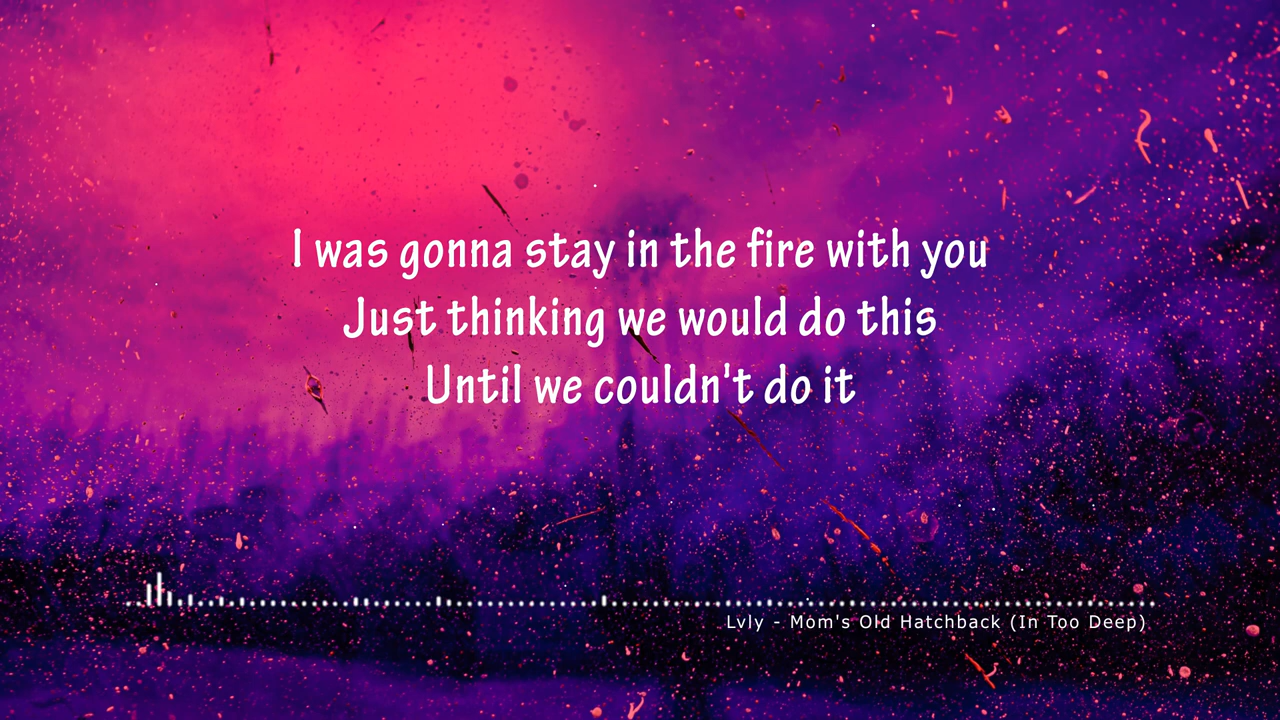 I was gonna stay in the fire with you
Just thinking we would do this
Until we couldn't do it
Lvly - Mom's Old Hatchback (In Too Deep)